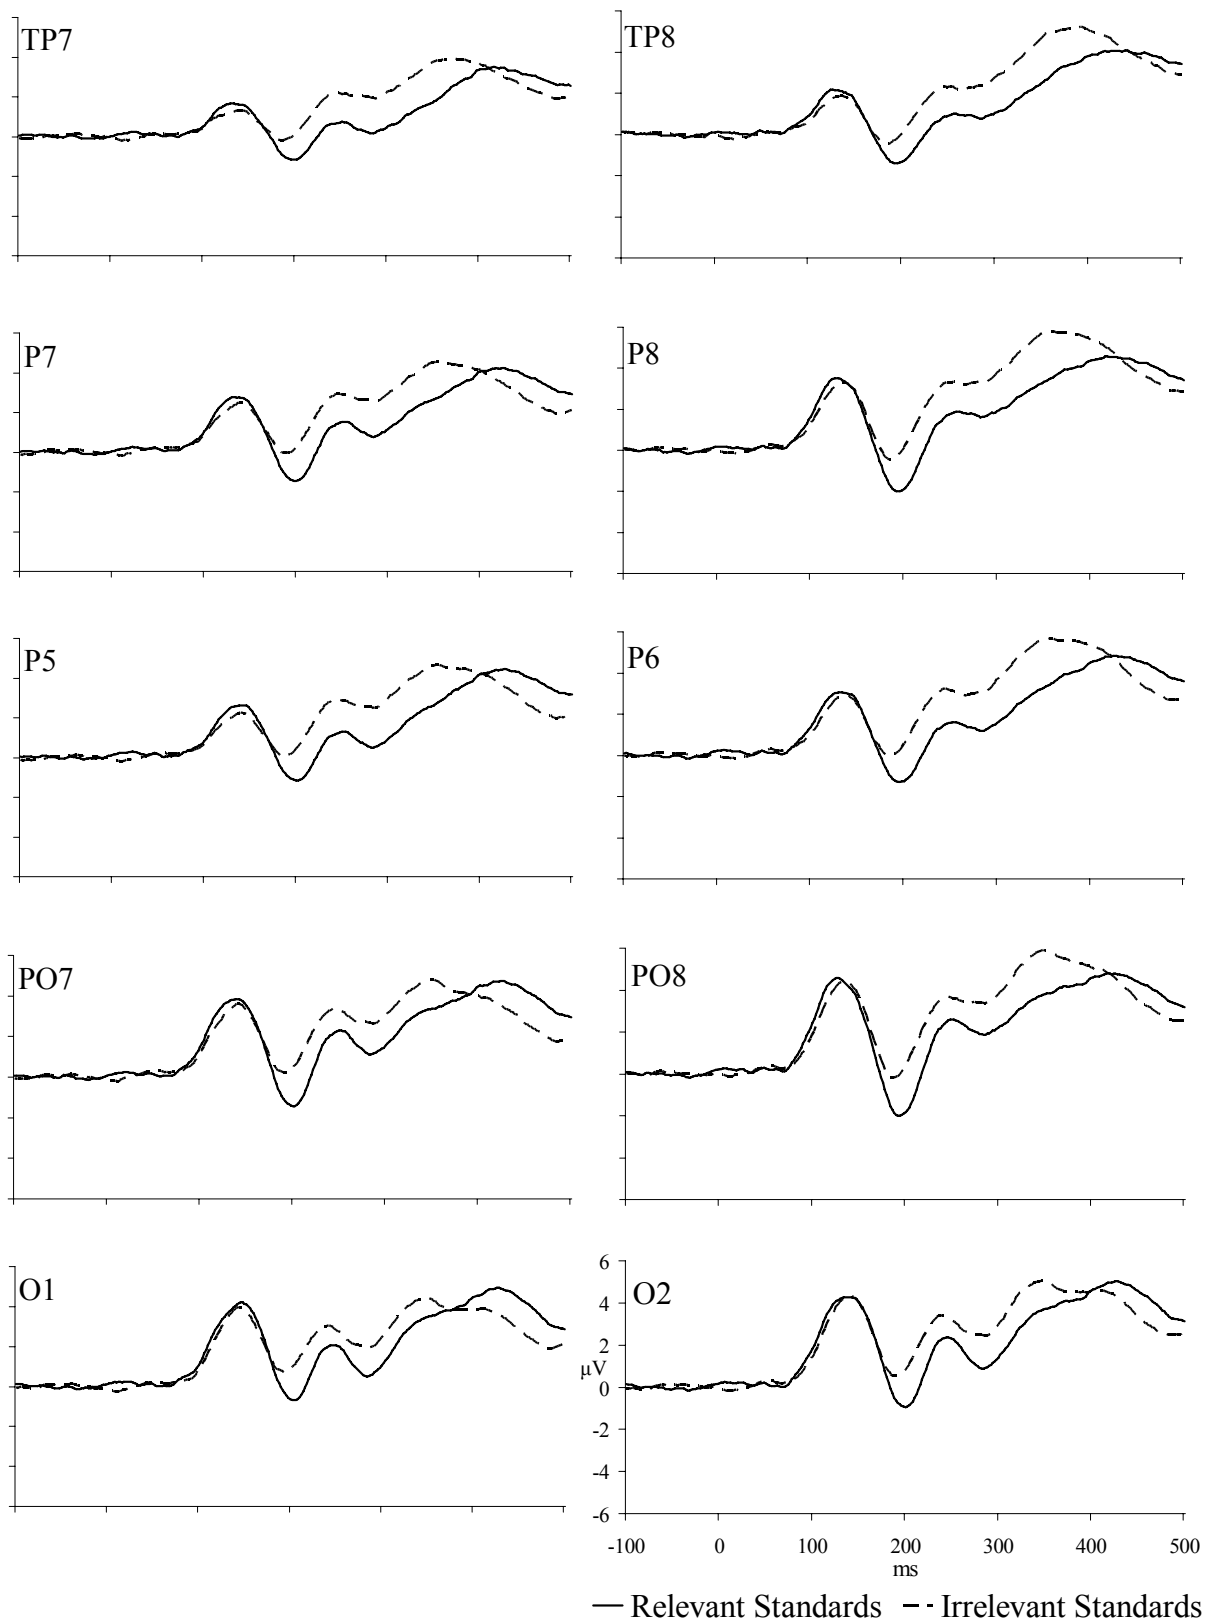 TP7
TP8
P7
P8
P5
P6
PO7
PO8
O1
O2
6
4
2
µV
0
-2
-4
-6
-100 0 100 200 300 400 500
ms
Relevant Standards Irrelevant Standards